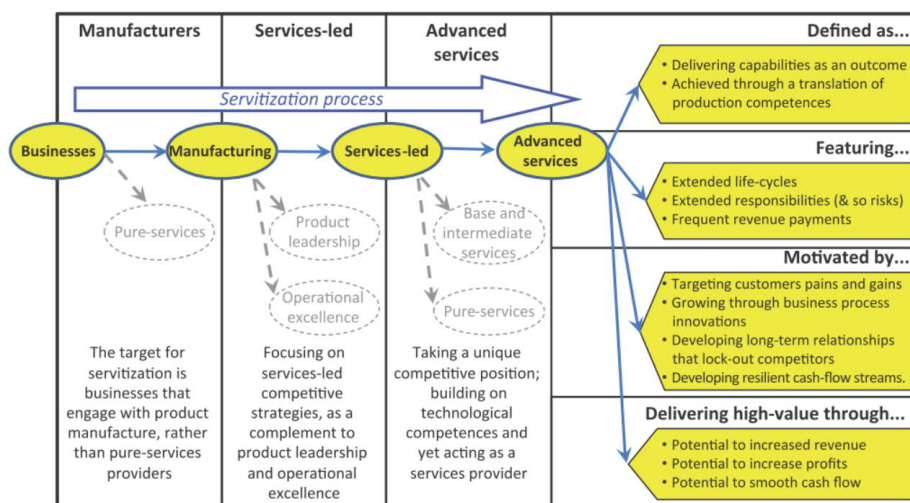 Manufacturers
Services-led
Advanced
services
Defined as...
Servitization process
• Delivering capabilities as an outcome
• Achieved through a translation of
production competences
Businesses
Manufacturing
Services-led
Advanced
services
Featuring...
• Extended life-cycles
• Extended responsibilities (& so risks)
• Frequent revenue payments
Pure-services
Product
leadership
Operational
excellence
Base and
intermediate
services
Pure-services
Motivated by...
• Targeting customers pains and gains
• Growing through business process
innovations
• Developing long-term relationships
that lock-out competitors
• Developing resilient cash-flow streams.
The target for
servitization is
businesses that
engage with product
manufacture, rather
than pure-services
providers
Focusing on
services-led
competitive
strategies, as a
complement to
product leadership
and operational
excellence
Taking a unique
competitive position;
building on
technological
competences and
yet acting as a
services provider
Delivering high-value through...
• Potential to increased revenue
• Potential to increase profits
• Potential to smooth cash flow